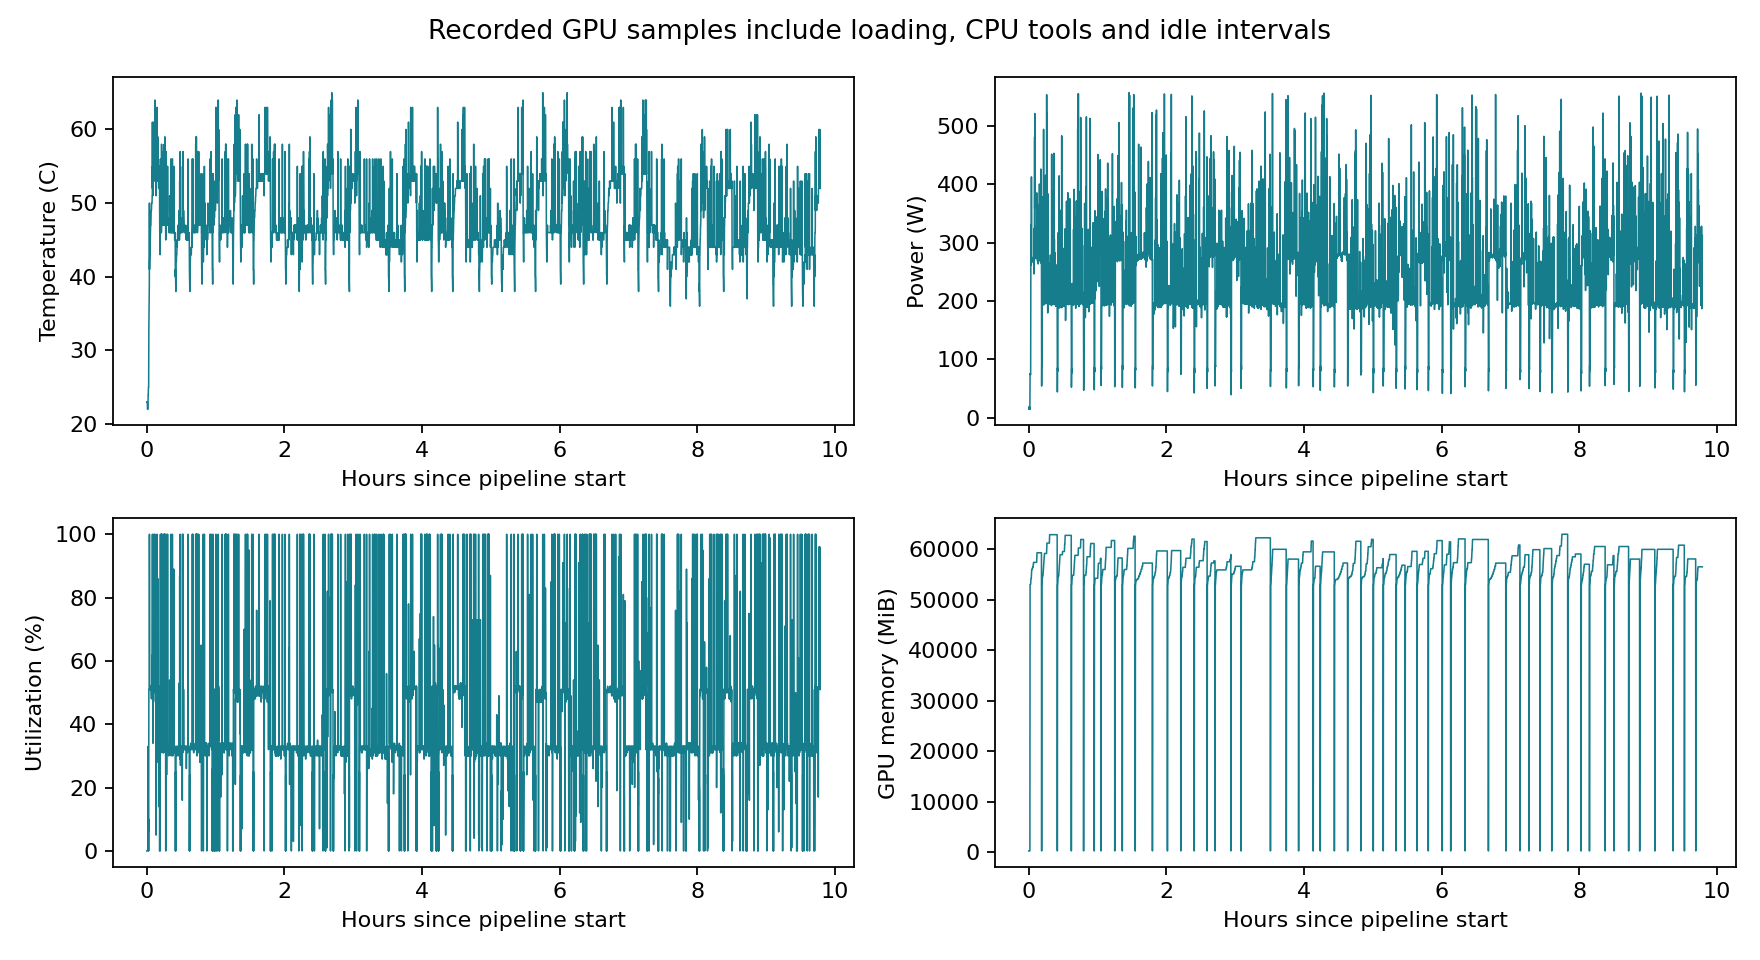 Recorded GPU samples include loading, CPU tools and idle intervals
Temperature (C)
60
50
40
30
20
0 2 4 6 8 10
Hours since pipeline start
Power (W)
500
400
300
200
100
0
0 2 4 6 8 10
Hours since pipeline start
Utilization (%)
100
80
60
40
20
0
0 2 4 6 8 10
Hours since pipeline start
GPU memory (MiB)
60000
50000
40000
30000
20000
10000
0
0 2 4 6 8 10
Hours since pipeline start